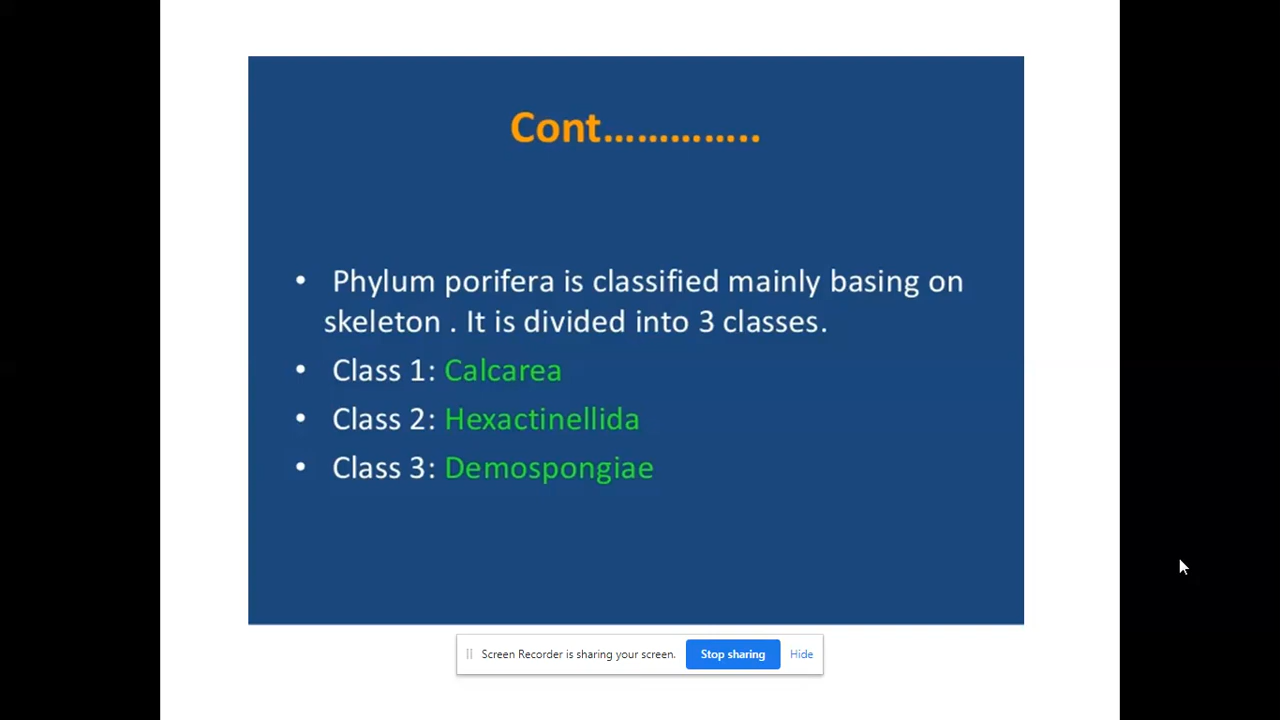 Cont…………..
• Phylum porifera is classified mainly basing on
skeleton . It is divided into 3 classes.
• Class 1: Calcarea
• Class 2: Hexactinellida
• Class 3: Demospongiae
Screen Recorder is sharing your screen. Stop sharing Hide